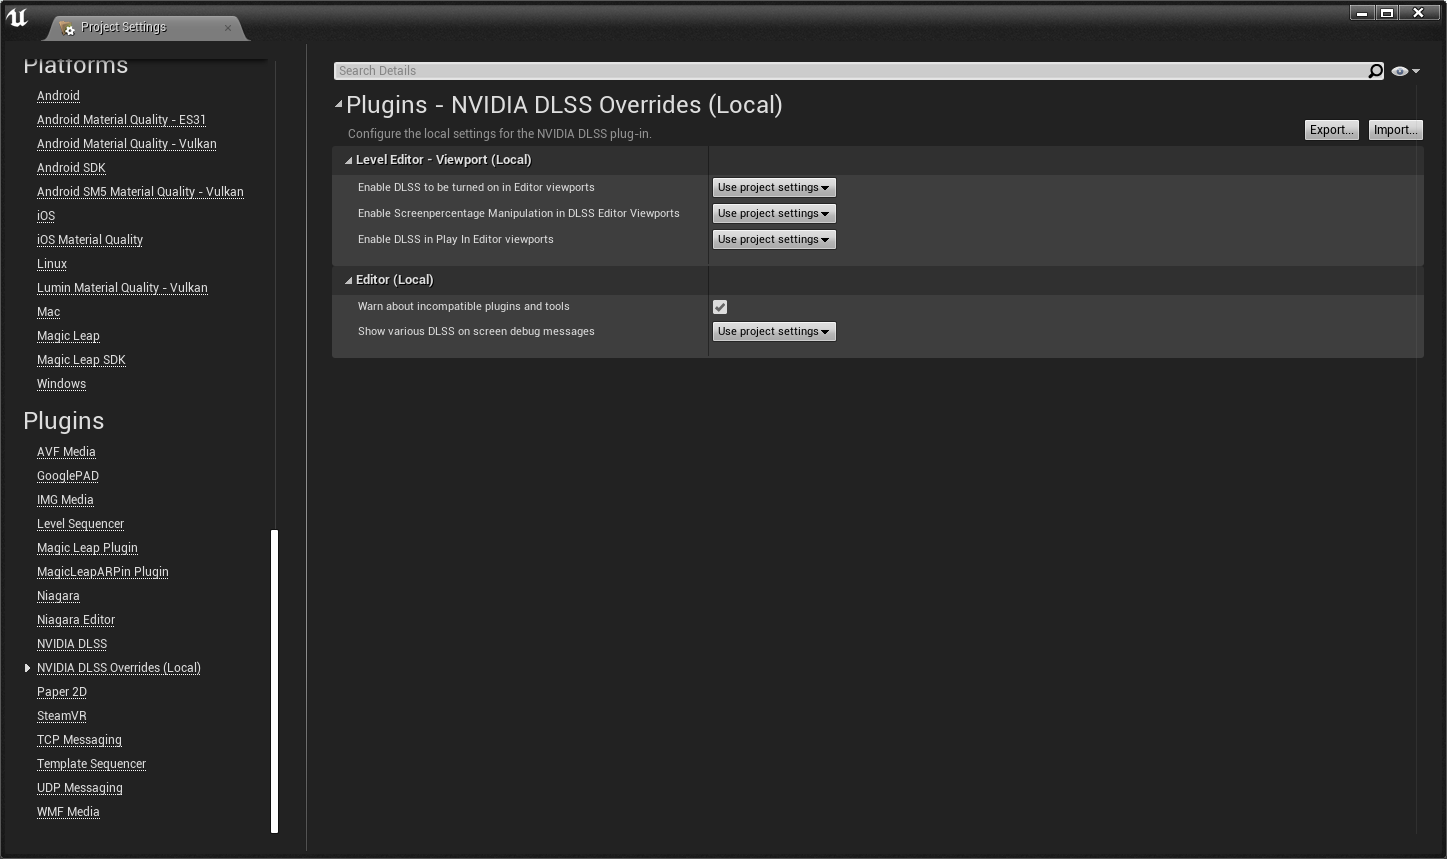 Project Settings
Platforms
Android
Android Material Quality - ES31
Android Material Quality - Vulkan
Android SDK
Android SM5 Material Quality - Vulkan
iOS
iOS Material Quality
Linux
Lumin Material Quality - Vulkan
Mac
Magic Leap
Magic Leap SDK
Windows
Plugins
AVF Media
GooglePAD
IMG Media
Level Sequencer
Magic Leap Plugin
MagicLeapARPin Plugin
Niagara
Niagara Editor
NVIDIA DLSS
NVIDIA DLSS Overrides (Local)
Paper 2D
SteamVR
TCP Messaging
Template Sequencer
UDP Messaging
WMF Media
Search Details
Plugins - NVIDIA DLSS Overrides (Local)
Configure the local settings for the NVIDIA DLSS plug-in.
Export... Import...
Level Editor - Viewport (Local)
Enable DLSS to be turned on in Editor viewports Use project settings
Enable Screenpercentage Manipulation in DLSS Editor Viewports Use project settings
Enable DLSS in Play In Editor viewports Use project settings
Editor (Local)
Warn about incompatible plugins and tools
Show various DLSS on screen debug messages Use project settings